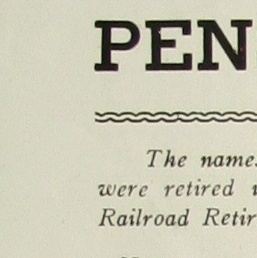 PEN
The name
were retired
Railroad Retir